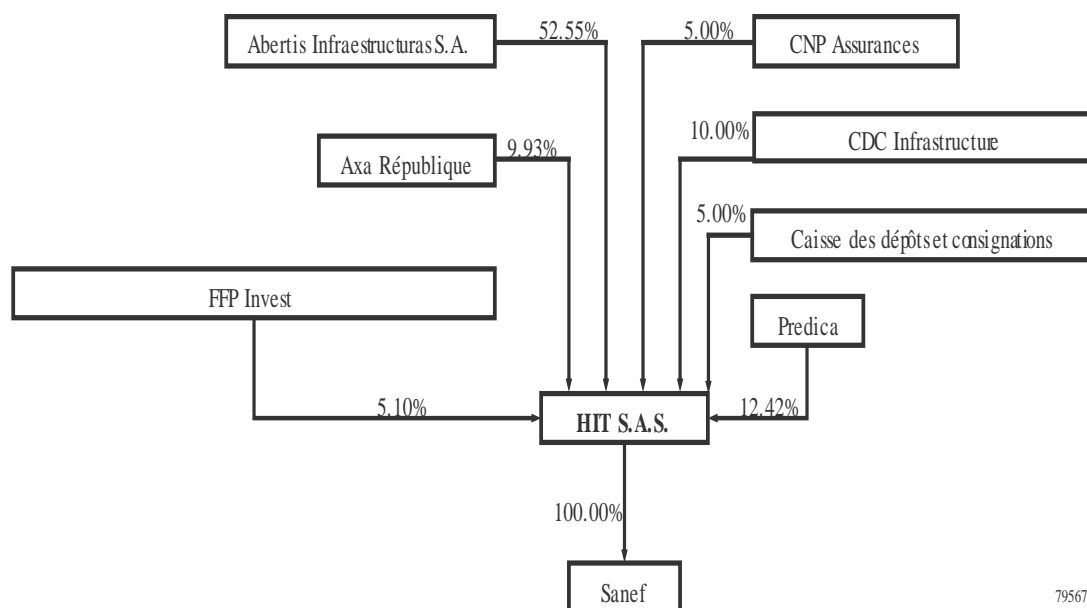 Abertis Infraestructuras S.A.
52.55%
5.00%
CNP Assurances
Axa République
9.93%
10.00%
CDC Infrastructure
5.00%
Caisse des dépôts et consignations
FFP Invest
Predica
5.10%
HIT S.A.S.
12.42%
100.00%
Sanef
79567